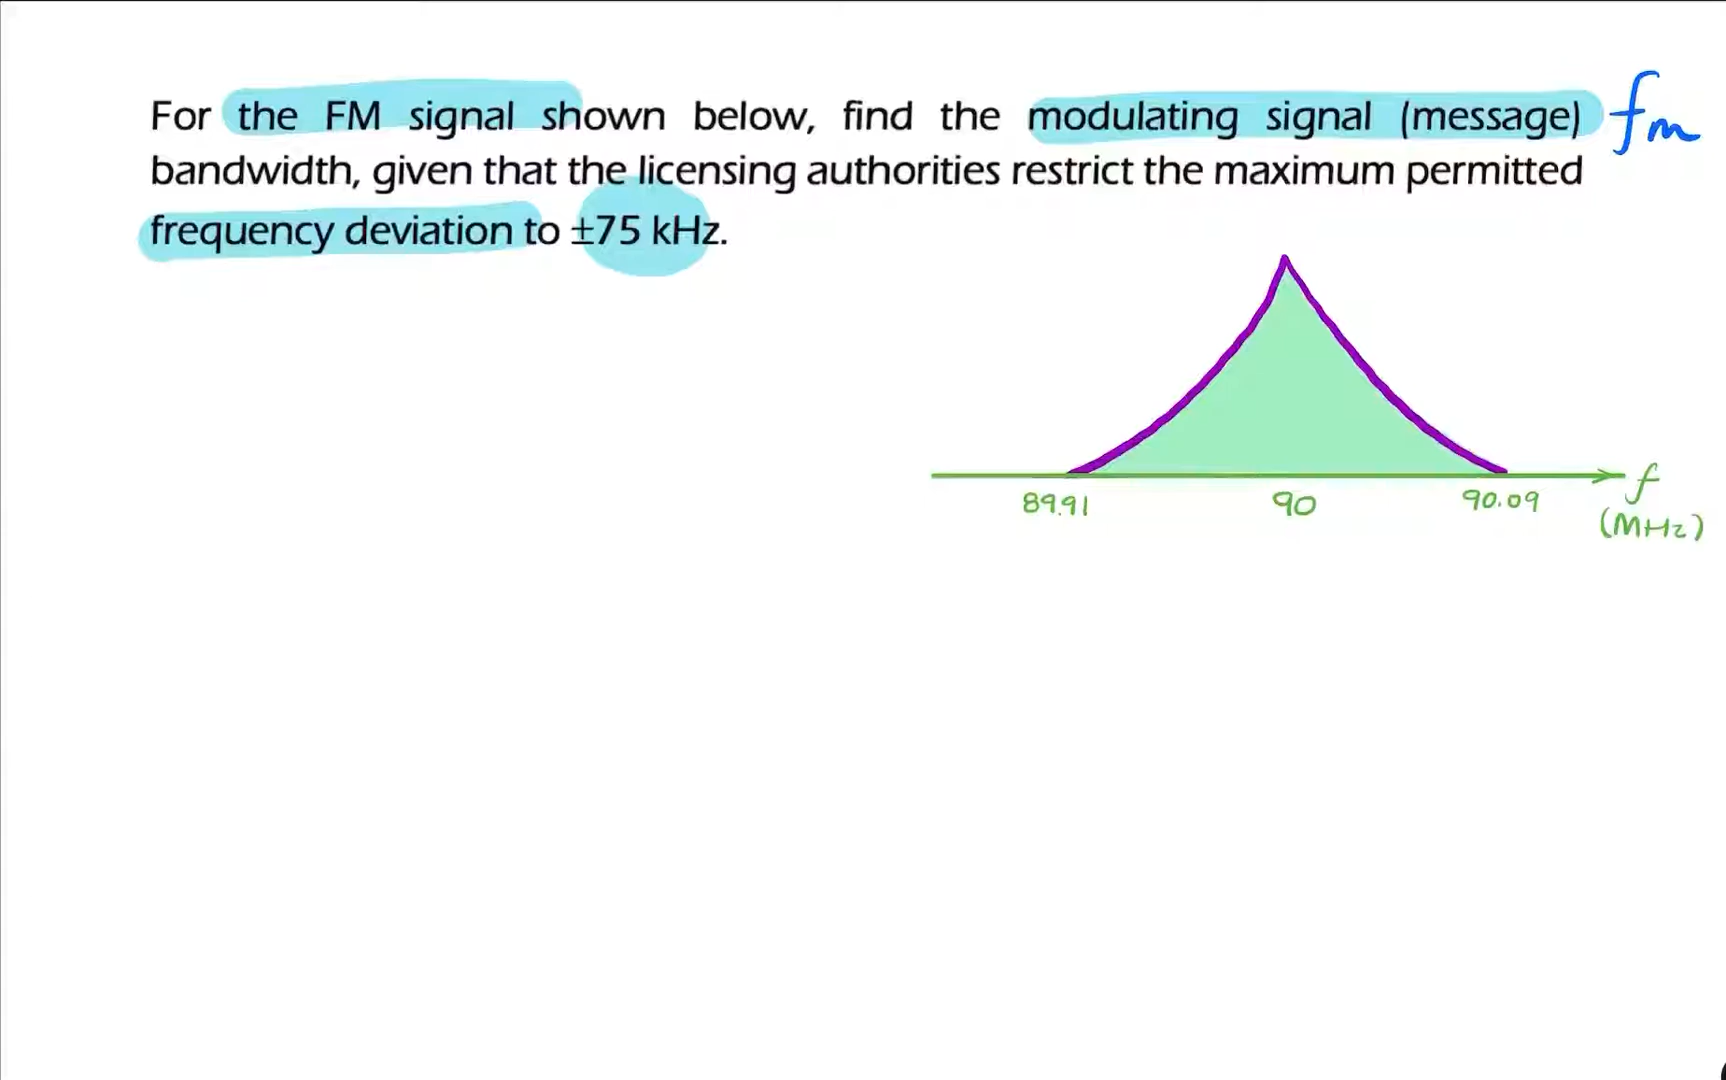 For the FM signal shown below, find the modulating signal (message) fm
bandwidth, given that the licensing authorities restrict the maximum permitted
frequency deviation to ±75 kHz.
89.91 90 90.09 f
(MHz)